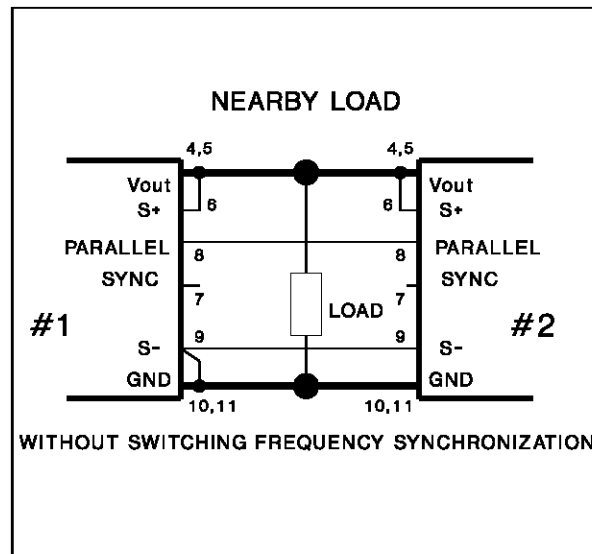 NEARBY LOAD
4,5 4,5
Vout Vout
S+ 6 6 S+
PARALLEL 8 8 PARALLEL
SYNC 7 7 SYNC
#1 LOAD #2
S- 9 9 S-
GND GND
10,11 10,11
WITHOUT SWITCHING FREQUENCY SYNCHRONIZATION